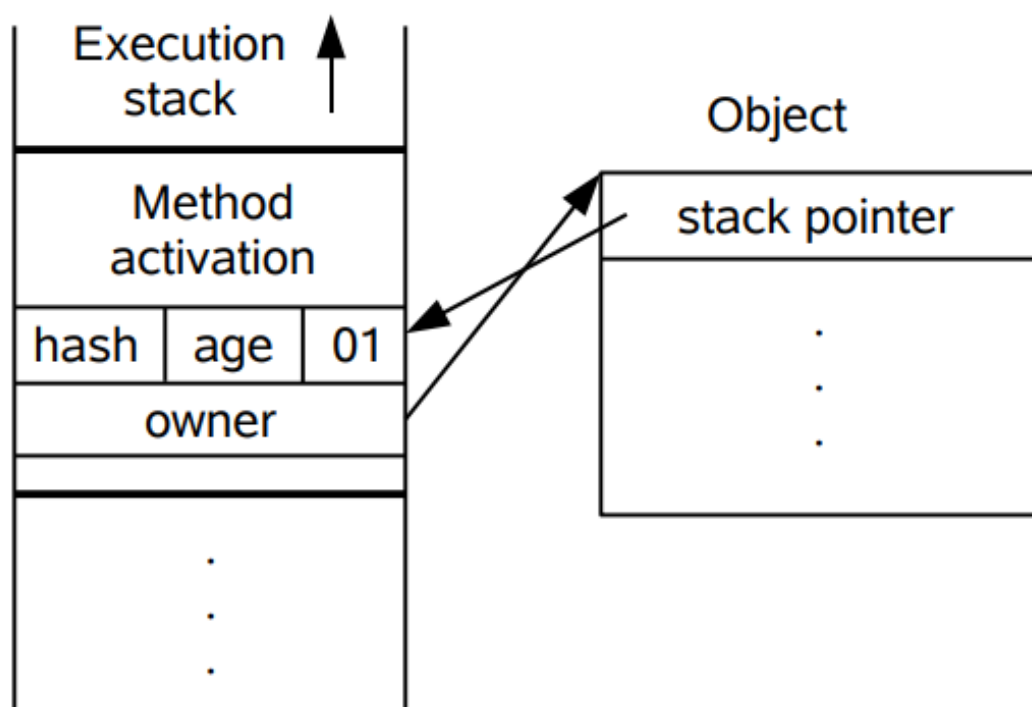 Execution
stack
Object
Method
activation
stack pointer
hash age 01
owner